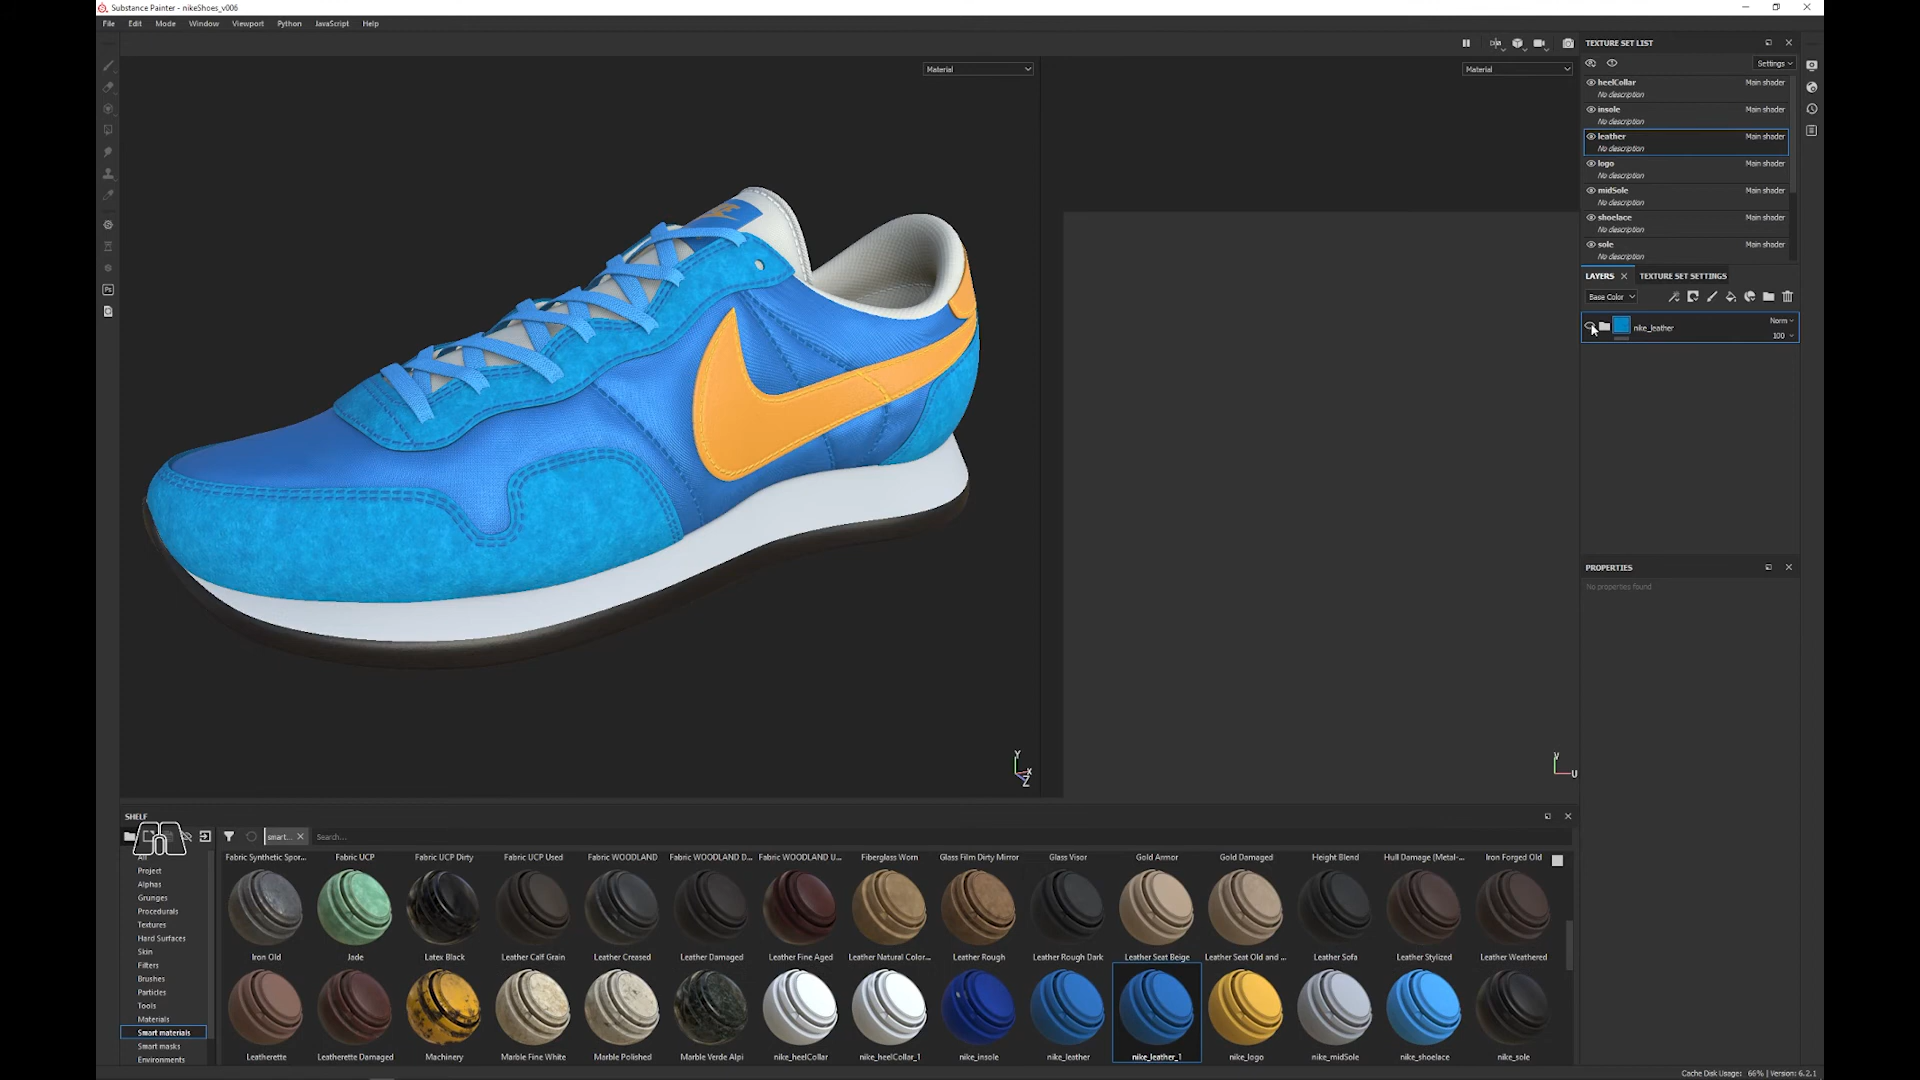 Substance Painter - nikeShoes_v006
File Edit Mode Window Viewport Python JavaScript Help
Material
Material
TEXTURE SET LIST
Settings
heelCollar Main shader
No description
insole Main shader
No description
leather Main shader
No description
logo Main shader
No description
midSole Main shader
No description
shoelace Main shader
No description
sole Main shader
No description
LAYERS TEXTURE SET SETTINGS
Base Color
nike_leather Norm
100
PROPERTIES
No properties found
Ps
Y
X
Z
U
SHELF
smart... Search...
All
Project
Alphas
Grunges
Procedurals
Textures
Hard Surfaces
Skin
Filters
Brushes
Particles
Tools
Materials
Smart materials
Smart masks
Environments
Fabric Synthetic Spor... Fabric UCP Fabric UCP Dirty Fabric UCP Used Fabric WOODLAND Fabric WOODLAND D... Fabric WOODLAND U... Fiberglass Worn Glass Film Dirty Mirror Glass Visor Gold Armor Gold Damaged Height Blend Hull Damage (Metal-... Iron Forged Old
Iron Old Jade Latex Black Leather Calf Grain Leather Creased Leather Damaged Leather Fine Aged Leather Natural Color... Leather Rough Leather Rough Dark Leather Seat Beige Leather Seat Old and ... Leather Sofa Leather Stylized Leather Weathered
Leatherette Leatherette Damaged Machinery Marble Fine White Marble Polished Marble Verde Alpi nike_heelCollar nike_heelCollar_1 nike_insole nike_leather nike_leather_1 nike_logo nike_midSole nike_shoelace nike_sole
Cache Disk Usage: 66% | Version: 6.2.1